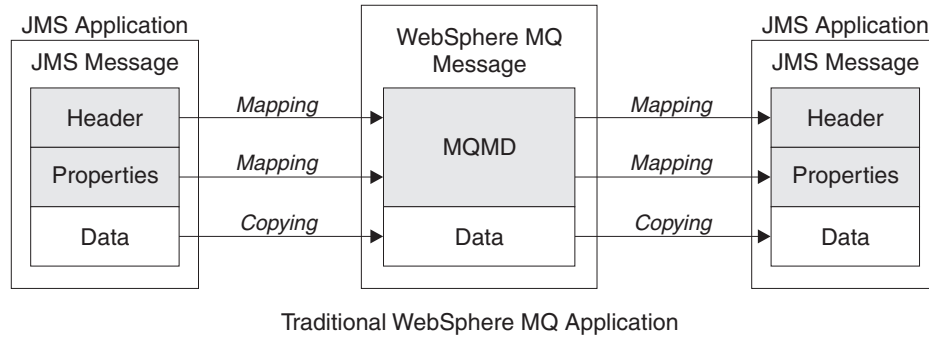 JMS Application
JMS Message
Header
Properties
Data
Mapping
Mapping
Copying
WebSphere MQ
Message
MQMD
Data
Mapping
Mapping
Copying
JMS Application
JMS Message
Header
Properties
Data
Traditional WebSphere MQ Application